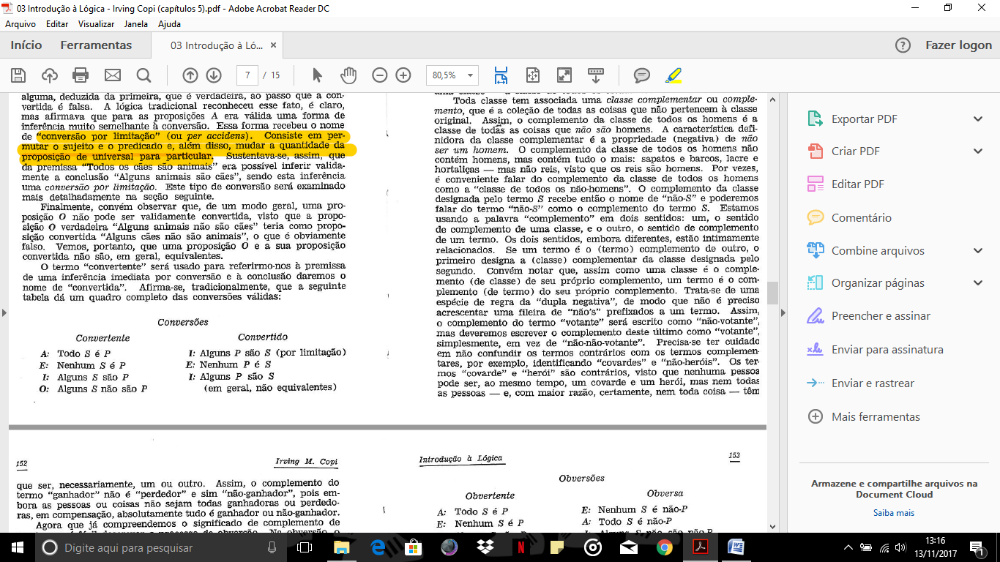 03 Introdução à Lógica - Irving Copi (capítulos 5).pdf - Adobe Acrobat Reader DC
Arquivo Editar Visualizar Janela Ajuda
Início Ferramentas 03 Introdução à Ló... × Fazer logon
7 / 15 80,5%
alguma, deduzida da primeira, que é verdadeira, ao passo que a con-
vertida é falsa. A lógica tradicional reconheceu esse fato, é claro,
mas afirmava que para as proposições A era válida uma forma de
inferência muito semelhante à conversão. Essa forma recebeu o nome
de "conversão por limitação" (ou per accidens). Consiste em per-
mutar o sujeito e o predicado e, além disso, mudar a quantidade da
proposição de universal para particular. Sustentava-se, assim, que
da premissa "Todos os cães são animais" era possível inferir valida-
mente a conclusão "Alguns animais são cães", sendo esta inferência
uma conversão por limitação. Este tipo de conversão será examinado
mais detalhadamente na seção seguinte.
Finalmente, convém observar que, de um modo geral, uma pro-
posição O não pode ser validamente convertida, visto que a propo-
sição O verdadeira "Alguns animais não são cães" teria como propo-
sição convertida "Alguns cães não são animais", o que é obviamente
falso. Vemos, portanto, que uma proposição O e a sua proposição
convertida não são, em geral, equivalentes.
O termo "convertente" será usado para referirmo-nos à premissa
de uma inferência imediata por conversão e à conclusão daremos o
nome de "convertida". Afirma-se, tradicionalmente, que a seguinte
tabela dá um quadro completo das conversões válidas:
Conversões
Convertente Convertido
A: Todo S é P I: Alguns P são S (por limitação)
E: Nenhum S é P E: Nenhum P é S
I: Alguns S são P I: Alguns P são S
O: Alguns S não são P (em geral, não equivalentes)
Toda classe tem associada uma classe complementar ou comple-
mento, que é a coleção de todas as coisas que não pertencem à classe
original. Assim, o complemento da classe de todos os homens é a
classe de todas as coisas que não são homens. A característica defi-
nidora da classe complementar é a propriedade (negativa) de não
ser um homem. O complemento da classe de todos os homens não
contém homens, mas contém tudo o mais: sapatos e barcos, lacre e
hortaliças — mas não reis, visto que os reis são homens. Por vezes,
é conveniente falar do complemento da classe de todos os homens
como a "classe de todos os não-homens". O complemento da classe
designada pelo termo S recebe então o nome de "não-S" e poderemos
falar do termo "não-S" como o complemento do termo S. Estamos
usando a palavra "complemento" em dois sentidos: um, o sentido
de complemento de uma classe, e o outro, o sentido de complemento
de um termo. Os dois sentidos, embora diferentes, estão intimamente
relacionados. Se um termo é o (termo) complemento de outro, o
primeiro designa a (classe) complementar da classe designada pelo
segundo. Convém notar que, assim como uma classe é o comple-
mento (de classe) de seu próprio complemento, um termo é o com-
plemento (de termo) do seu próprio complemento. Trata-se de uma
espécie de regra da "dupla negativa", de modo que não é preciso
acrescentar uma fileira de "não's" prefixados a um termo. Assim,
o complemento do termo "votante" será escrito como "não-votante",
mas deveremos escrever o complemento deste último como "votante",
simplesmente, em vez de "não-não-votante". Precisa-se ter cuidado
em não confundir os termos contrários com os termos complemen-
tares, por exemplo, identificando "covardes" e "não-heróis". Os ter-
mos "covarde" e "herói" são contrários, visto que nenhuma pessoa
pode ser, ao mesmo tempo, um covarde e um herói, mas nem todas
as pessoas — e, com maior razão, certamente, nem toda coisa — têm
152 Irving M. Copi
que ser, necessariamente, um ou outro. Assim, o complemento do
termo "ganhador" não é "perdedor" e sim "não-ganhador", pois em-
bora as pessoas ou coisas não sejam todas ganhadoras ou perdedo-
ras, em compensação, absolutamente tudo é ganhador ou não-ganhador.
Agora que já compreendemos o significado de complemento de
Introdução à Lógica 153
Obversões
Obvertente Obversa
A: Todo S é P E: Nenhum S é não-P
E: Nenhum S é P A: Todo S é não-P
Exportar PDF
Criar PDF
Editar PDF
Comentário
Combine arquivos
Organizar páginas
Preencher e assinar
Enviar para assinatura
Enviar e rastrear
Mais ferramentas
Armazene e compartilhe arquivos na
Document Cloud
Saiba mais
Digite aqui para pesquisar
13:16
13/11/2017
1